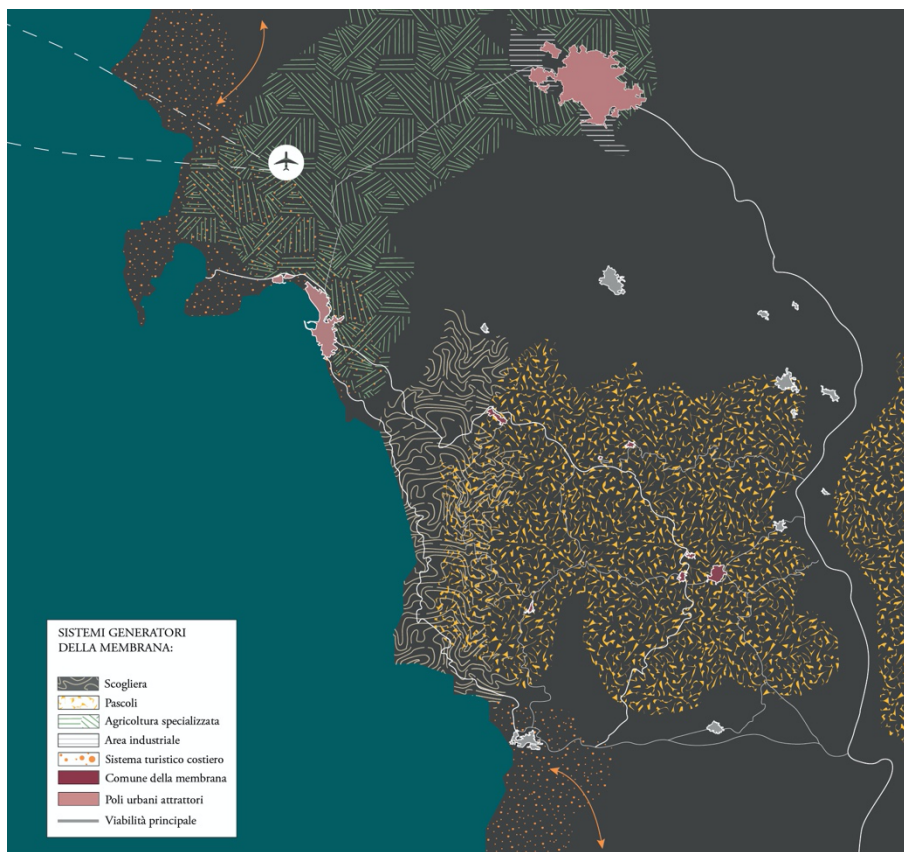 SISTEMI GENERATORI
DELLA MEMBRANA:
Scogliera
Pascoli
Agricoltura specializzata
Area industriale
Sistema turistico costiero
Comune della membrana
Poli urbani attrattori
Viabilità principale